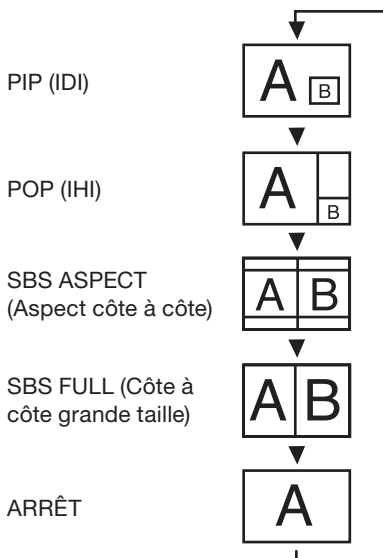 PIP (IDI)
A B
POP (IHI)
A
B
SBS ASPECT
(Aspect côte à côte)
A B
SBS FULL (Côte à
côte grande taille)
A B
ARRÊT
A